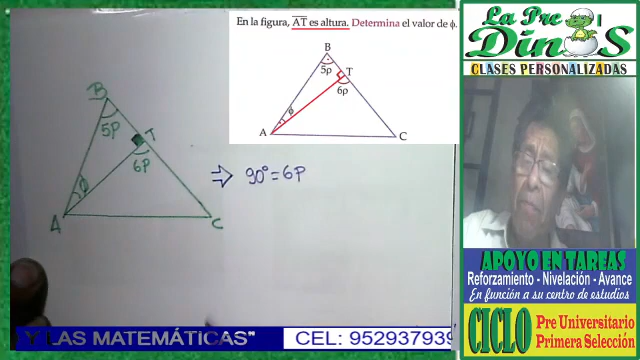 En la figura, AT es altura. Determina el valor de ϕ.
B
5ρ
T
6ρ
ϕ
A
C
B
5P
T
6P
ϕ
A
C
⇒ 90° = 6P
La Pre
DinoS
CLASES PERSONALIZADAS
APOYO EN TAREAS
Reforzamiento - Nivelación - Avance
En función a su centro de estudios
CICLO
Pre Universitario
Primera Selección
Y LAS MATEMÁTICAS" CEL: 952937939